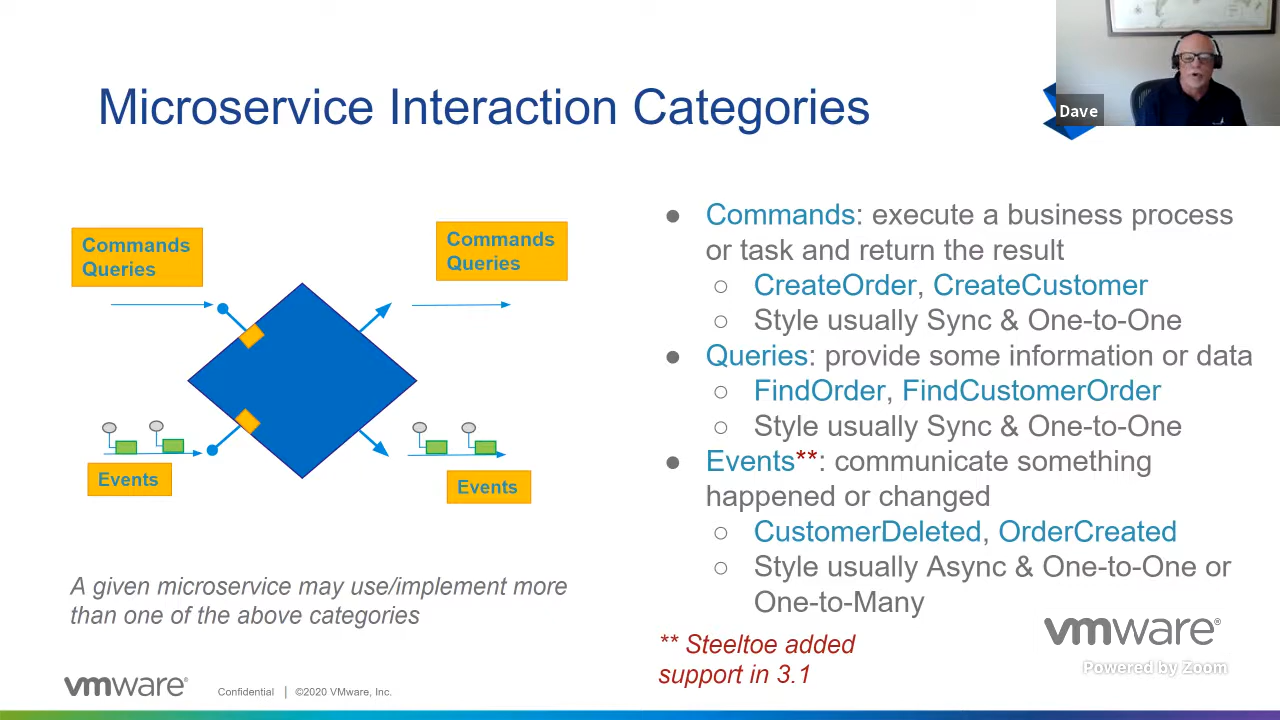 Microservice Interaction Categories
Dave
Commands
Queries
Commands
Queries
Events
Events
A given microservice may use/implement more
than one of the above categories
● Commands: execute a business process
or task and return the result
○ CreateOrder, CreateCustomer
○ Style usually Sync & One-to-One
● Queries: provide some information or data
○ FindOrder, FindCustomerOrder
○ Style usually Sync & One-to-One
● Events**: communicate something
happened or changed
○ CustomerDeleted, OrderCreated
○ Style usually Async & One-to-One or
One-to-Many
** Steeltoe added
support in 3.1
vmware®
Powered by Zoom
vmware®
Confidential | ©2020 VMware, Inc.